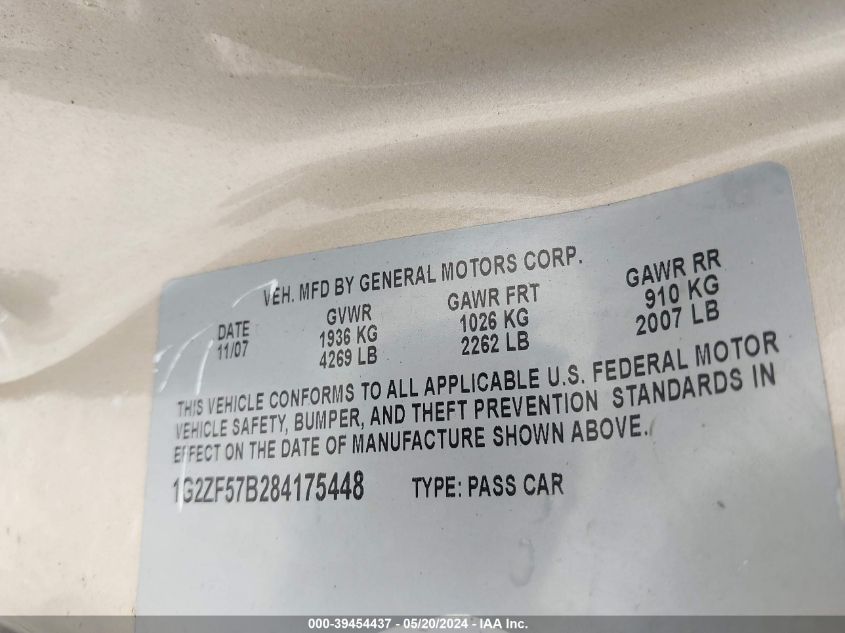 VEH. MFD BY GENERAL MOTORS CORP.
DATE GVWR GAWR FRT GAWR RR
11/07 1936 KG 1026 KG 910 KG
4269 LB 2262 LB 2007 LB
THIS VEHICLE CONFORMS TO ALL APPLICABLE U.S. FEDERAL MOTOR
VEHICLE SAFETY, BUMPER, AND THEFT PREVENTION STANDARDS IN
EFFECT ON THE DATE OF MANUFACTURE SHOWN ABOVE.
1G2ZF57B284175448 TYPE: PASS CAR
000-39454437 - 05/20/2024 - IAA Inc.